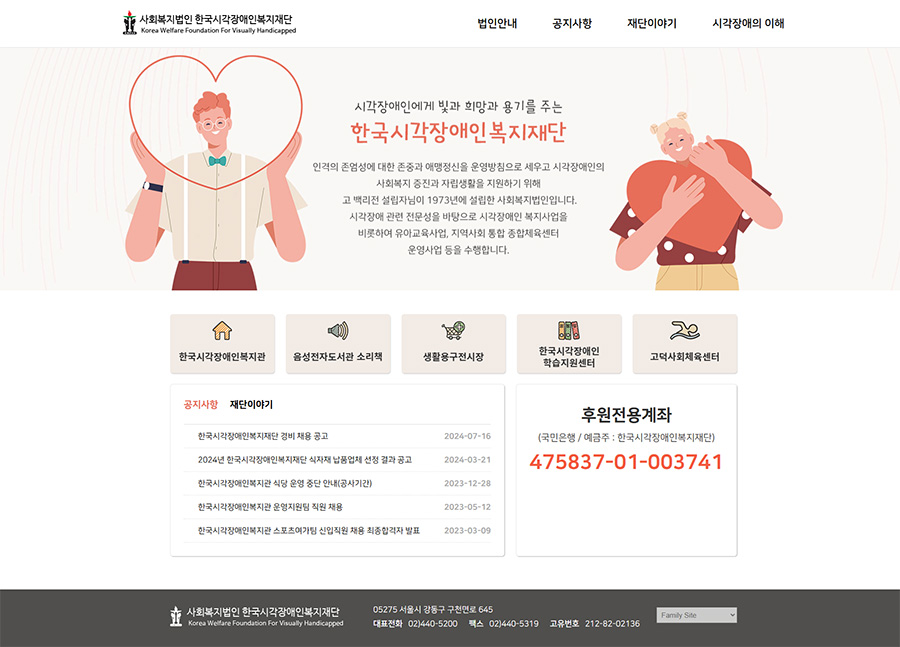 사회복지법인 한국시각장애인복지재단
Korea Welfare Foundation For Visually Handicapped
법인안내 공지사항 재단이야기 시각장애의 이해
시각장애인에게 빛과 희망과 용기를 주는
한국시각장애인복지재단
인격의 존엄성에 대한 존중과 애맹정신을 운영방침으로 세우고 시각장애인의
사회복지 증진과 자립생활을 지원하기 위해
고 백리전 설립자님이 1973년에 설립한 사회복지법인입니다.
시각장애 관련 전문성을 바탕으로 시각장애인 복지사업을
비롯하여 유아교육사업, 지역사회 통합 종합체육센터
운영사업 등을 수행합니다.
한국시각장애인복지관
음성전자도서관 소리책
생활용구전시장
한국시각장애인
학습지원센터
고덕사회체육센터
공지사항 재단이야기
한국시각장애인복지재단 경비 채용 공고 2024-07-16
2024년 한국시각장애인복지재단 식자재 납품업체 선정 결과 공고 2024-03-21
한국시각장애인복지관 식당 운영 중단 안내(공사기간) 2023-12-28
한국시각장애인복지관 운영지원팀 직원 채용 2023-05-12
한국시각장애인복지관 스포츠여가팀 신입직원 채용 최종합격자 발표 2023-03-09
후원전용계좌
(국민은행 / 예금주 : 한국시각장애인복지재단)
475837-01-003741
사회복지법인 한국시각장애인복지재단
Korea Welfare Foundation For Visually Handicapped
05275 서울시 강동구 구천면로 645
대표전화 02)440-5200 팩스 02)440-5319 고유번호 212-82-02136
Family Site